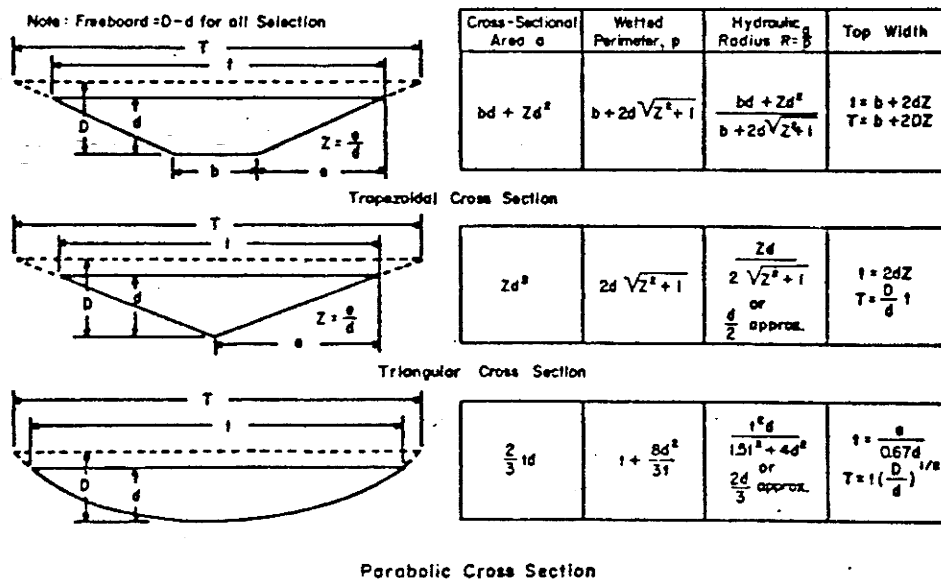 Note : Freeboard = D-d for all Selection
T
t
D
d
Z = e/d
b
e
Trapezoidal Cross Section
T
t
D
d
Z = e/d
e
Triangular Cross Section
T
t
D
d
Parabolic Cross Section
Cross-Sectional Area a
Wetted Perimeter, p
Hydraulic Radius R = a/p
Top Width
bd + Zd²
b + 2d √Z² + 1
bd + Zd² / b + 2d √Z² + 1
t = b + 2dZ
T = b + 2DZ
Zd²
2d √Z² + 1
Zd / 2 √Z² + 1
or
d/2 approx.
t = 2dZ
T = D/d t
2/3 td
t + 8d²/3t
t²d / 1.5t² + 4d²
or
2d/3 approx.
t = a/0.67d
T = t(D/d)^1/2